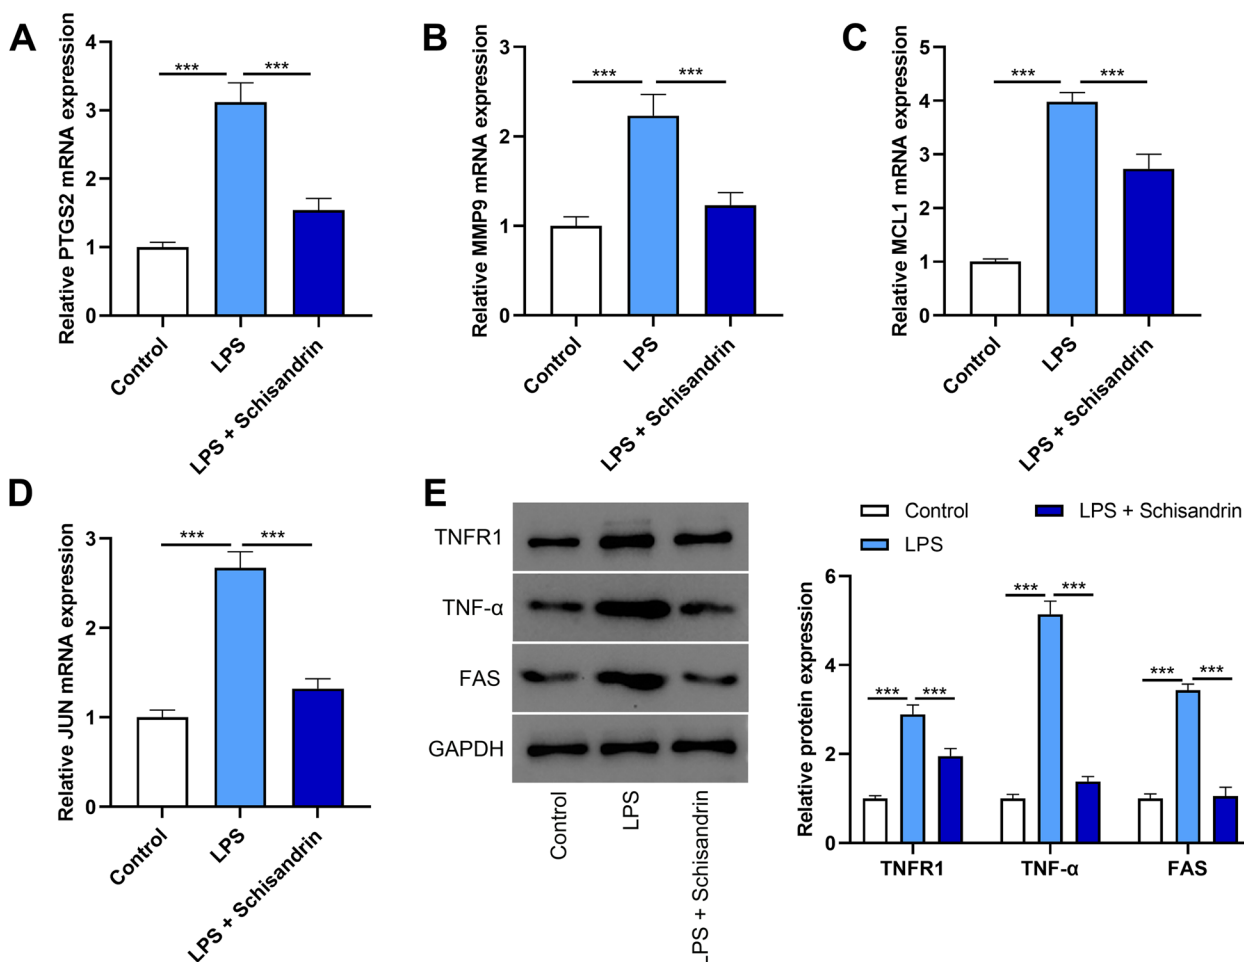 A
Relative PTGS2 mRNA expression
4
3
2
1
0
***
***
Control
LPS
LPS + Schisandrin
B
Relative MMP9 mRNA expression
3
2
1
0
***
***
Control
LPS
LPS + Schisandrin
C
Relative MCL1 mRNA expression
5
4
3
2
1
0
***
***
Control
LPS
LPS + Schisandrin
D
Relative JUN mRNA expression
3
2
1
0
***
***
Control
LPS
LPS + Schisandrin
E
TNFR1
TNF-α
FAS
GAPDH
Control
LPS
LPS + Schisandrin
Control
LPS + Schisandrin
LPS
Relative protein expression
6
4
2
0
***
***
***
***
***
***
TNFR1
TNF-α
FAS